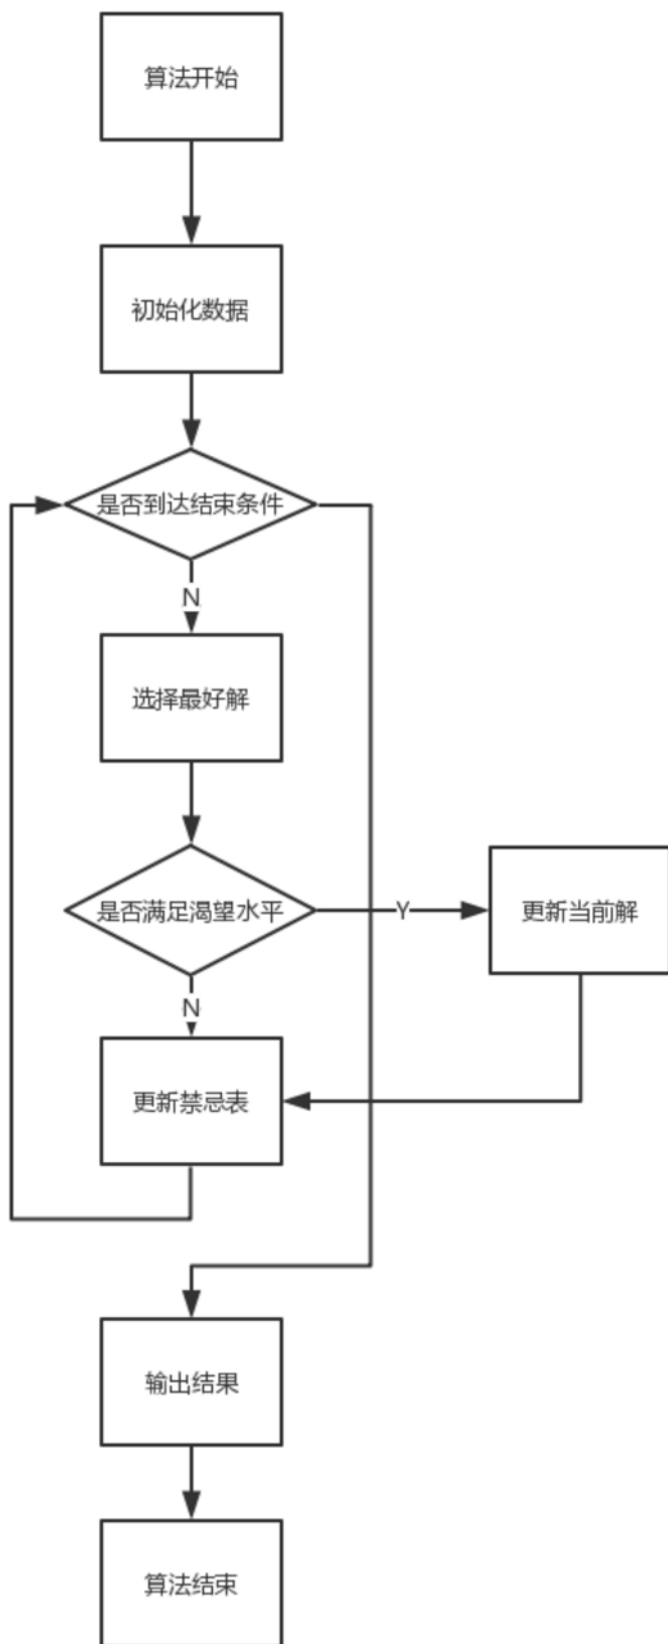 算法开始
初始化数据
是否到达结束条件
N
选择最好解
是否满足渴望水平
Y
更新当前解
N
更新禁忌表
输出结果
算法结束